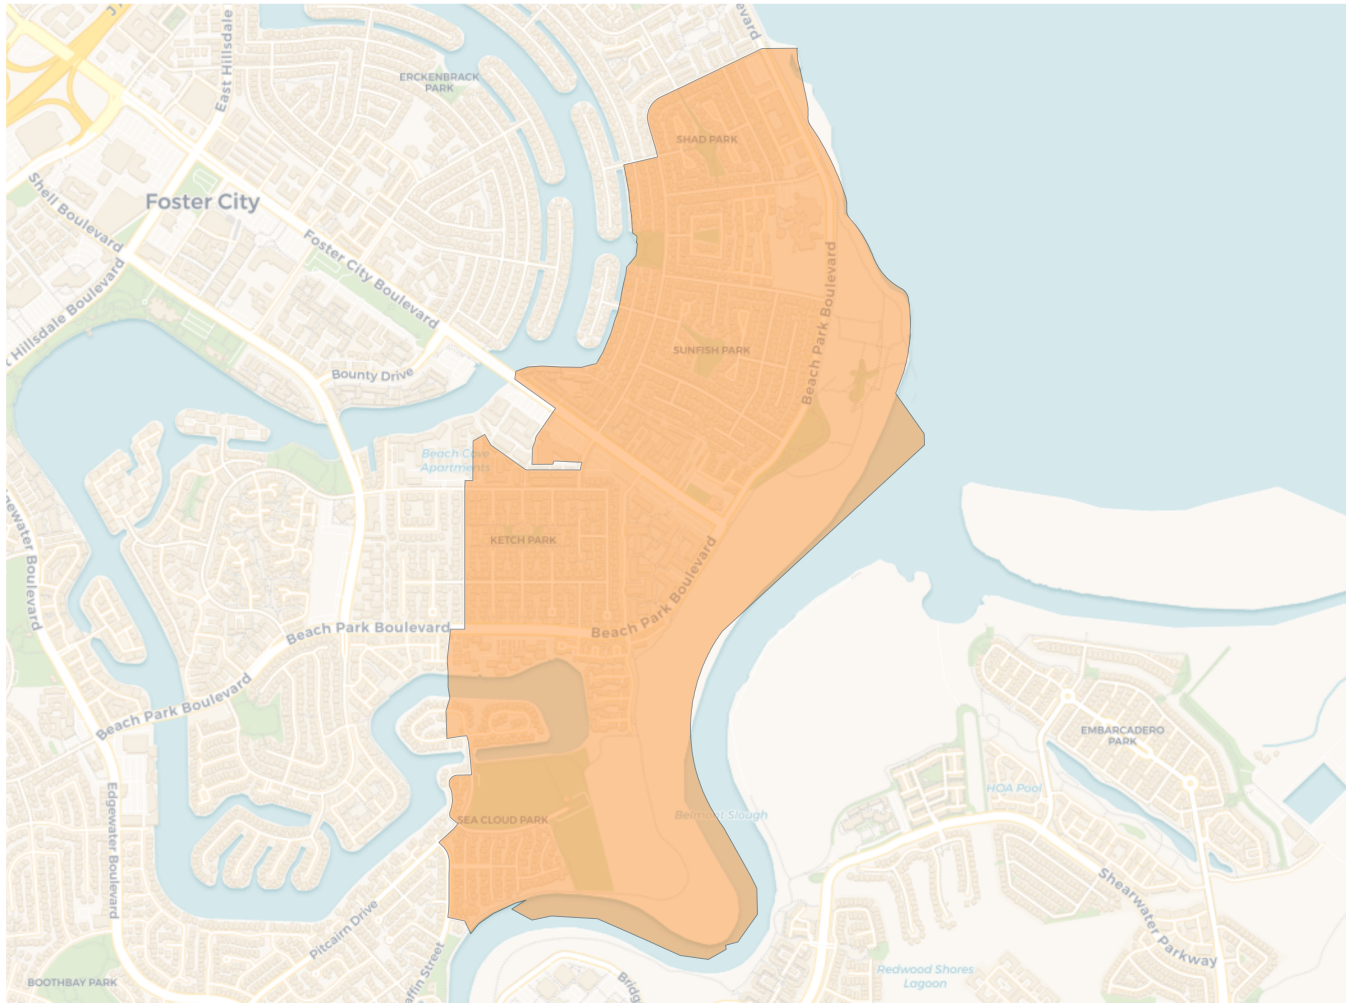 East Hillsdale
ERCKENBRACK
PARK
SHAD PARK
Foster City
Shell Boulevard
Foster City Boulevard
Hillsdale Boulevard
Beach Park Boulevard
SUNFISH PARK
Bounty Drive
Beach Cove
Apartments
KETCH PARK
Beach Park Boulevard
Beach Park Boulevard
Beach Park Boulevard
EMBARCADERO
PARK
HOA Pool
Edgewater Boulevard
SEA CLOUD PARK
Belmont Slough
Shearwater Parkway
Pitcairn Drive
BOOTHBAY PARK
Redwood Shores
Lagoon